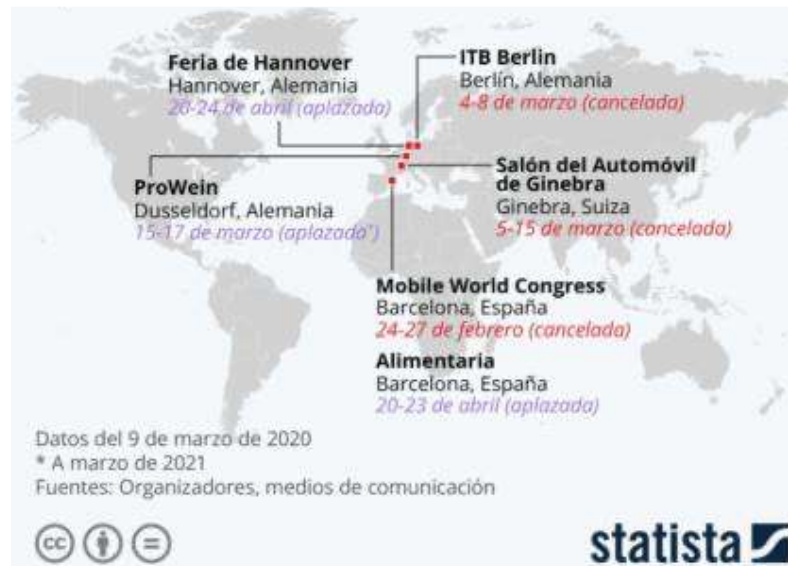 Feria de Hannover
Hannover, Alemania
20-24 de abril (aplazada)
ITB Berlin
Berlín, Alemania
4-8 de marzo (cancelada)
ProWein
Dusseldorf, Alemania
15-17 de marzo (aplazada*)
Salón del Automóvil
de Ginebra
Ginebra, Suiza
5-15 de marzo (cancelada)
Mobile World Congress
Barcelona, España
24-27 de febrero (cancelada)
Alimentaria
Barcelona, España
20-23 de abril (aplazada)
Datos del 9 de marzo de 2020
* A marzo de 2021
Fuentes: Organizadores, medios de comunicación
cc
statista